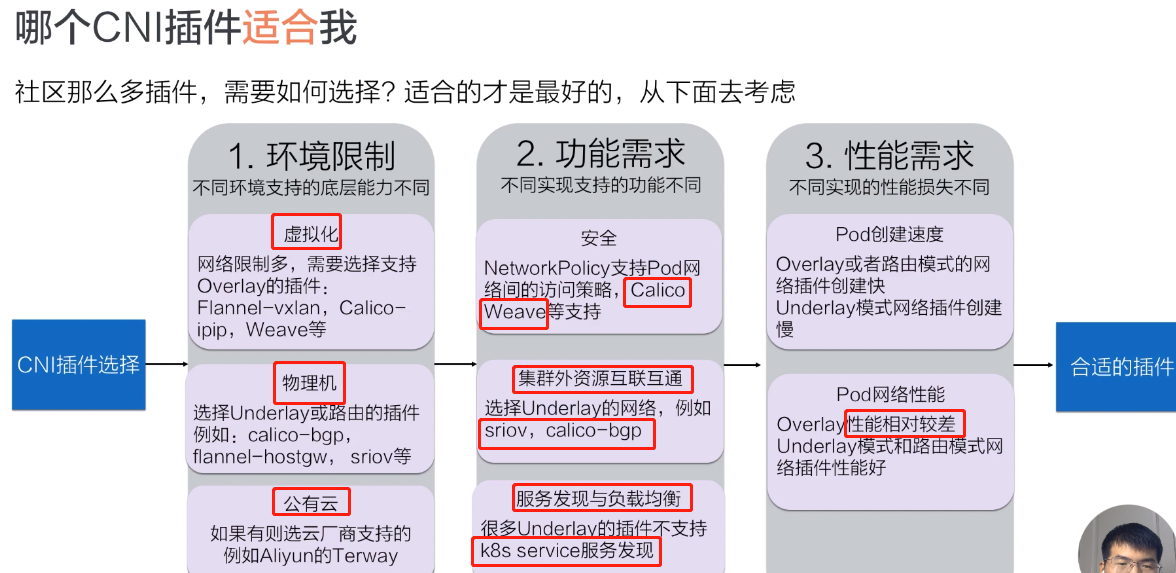 哪个CNI插件适合我
社区那么多插件，需要如何选择? 适合的才是最好的，从下面去考虑
CNI插件选择
1. 环境限制
不同环境支持的底层能力不同
虚拟化
网络限制多，需要选择支持
Overlay的插件：
Flannel-vxlan，Calico-
ipip，Weave等
物理机
选择Underlay或路由的插件
例如：calico-bgp，
flannel-hostgw， sriov等
公有云
如果有则选云厂商支持的
例如Aliyun的Terway
2. 功能需求
不同实现支持的功能不同
安全
NetworkPolicy支持Pod网
络间的访问策略，Calico
Weave等支持
集群外资源互联互通
选择Underlay的网络，例如
sriov，calico-bgp
服务发现与负载均衡
很多Underlay的插件不支持
k8s service服务发现
3. 性能需求
不同实现的性能损失不同
Pod创建速度
Overlay或者路由模式的网
络插件创建快
Underlay模式网络插件创建
慢
Pod网络性能
Overlay性能相对较差
Underlay模式和路由模式网
络插件性能好
合适的插件